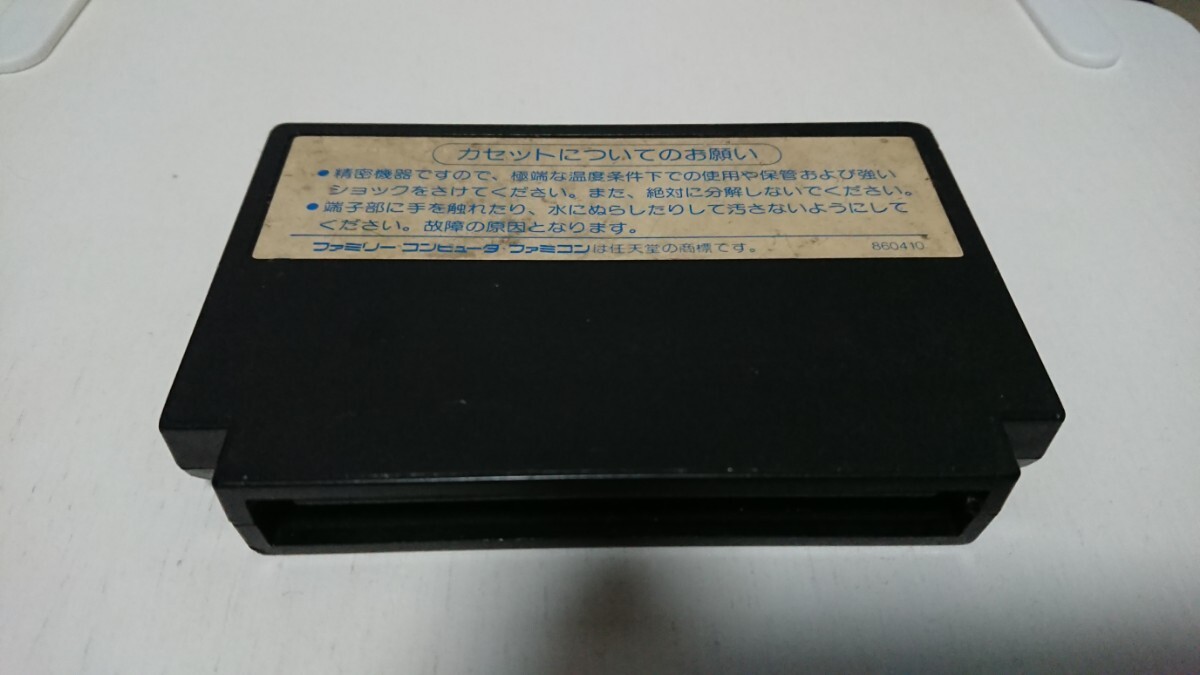 カセットについてのお願い
●精密機器ですので、極端な温度条件下での使用や保管および強い
ショックをさけてください。また、絶対に分解しないでください。
●端子部に手を触れたり、水にぬらしたりして汚さないようにして
ください。故障の原因となります。
ファミリーコンピュータ・ファミコンは任天堂の商標です。 860410